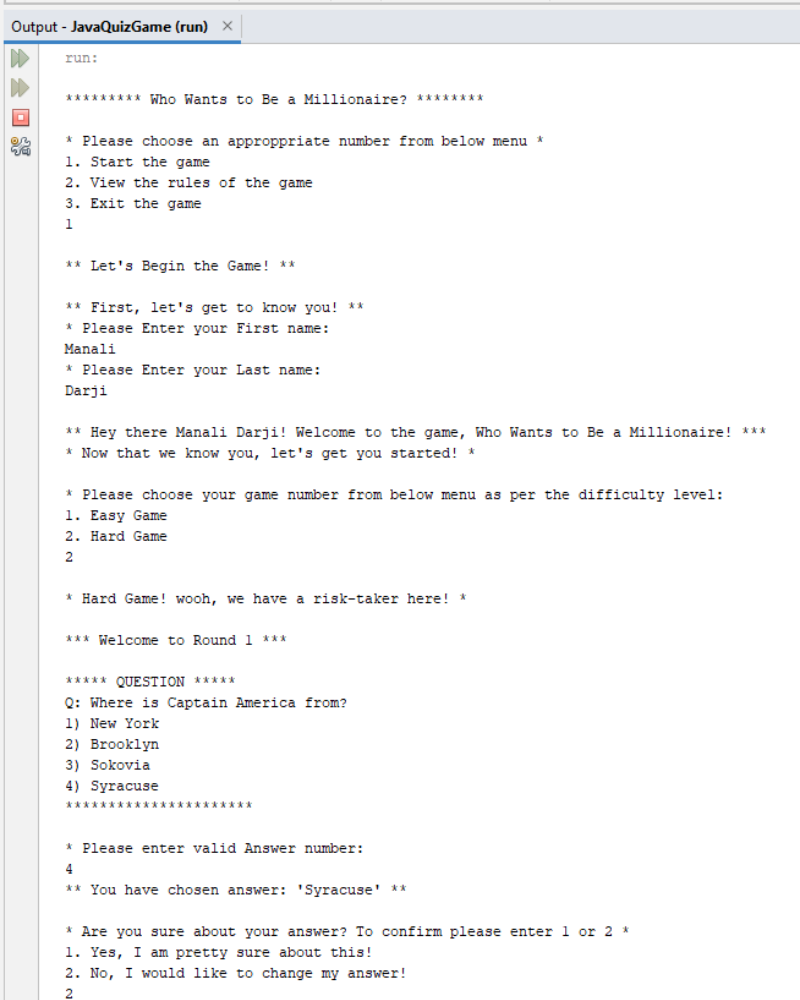 Output - JavaQuizGame (run) ×
run:
********* Who Wants to Be a Millionaire? ********
* Please choose an approppriate number from below menu *
1. Start the game
2. View the rules of the game
3. Exit the game
1
** Let's Begin the Game! **
** First, let's get to know you! **
* Please Enter your First name:
Manali
* Please Enter your Last name:
Darji
** Hey there Manali Darji! Welcome to the game, Who Wants to Be a Millionaire! ***
* Now that we know you, let's get you started! *
* Please choose your game number from below menu as per the difficulty level:
1. Easy Game
2. Hard Game
2
* Hard Game! wooh, we have a risk-taker here! *
*** Welcome to Round 1 ***
***** QUESTION *****
Q: Where is Captain America from?
1) New York
2) Brooklyn
3) Sokovia
4) Syracuse
**********************
* Please enter valid Answer number:
4
** You have chosen answer: 'Syracuse' **
* Are you sure about your answer? To confirm please enter 1 or 2 *
1. Yes, I am pretty sure about this!
2. No, I would like to change my answer!
2